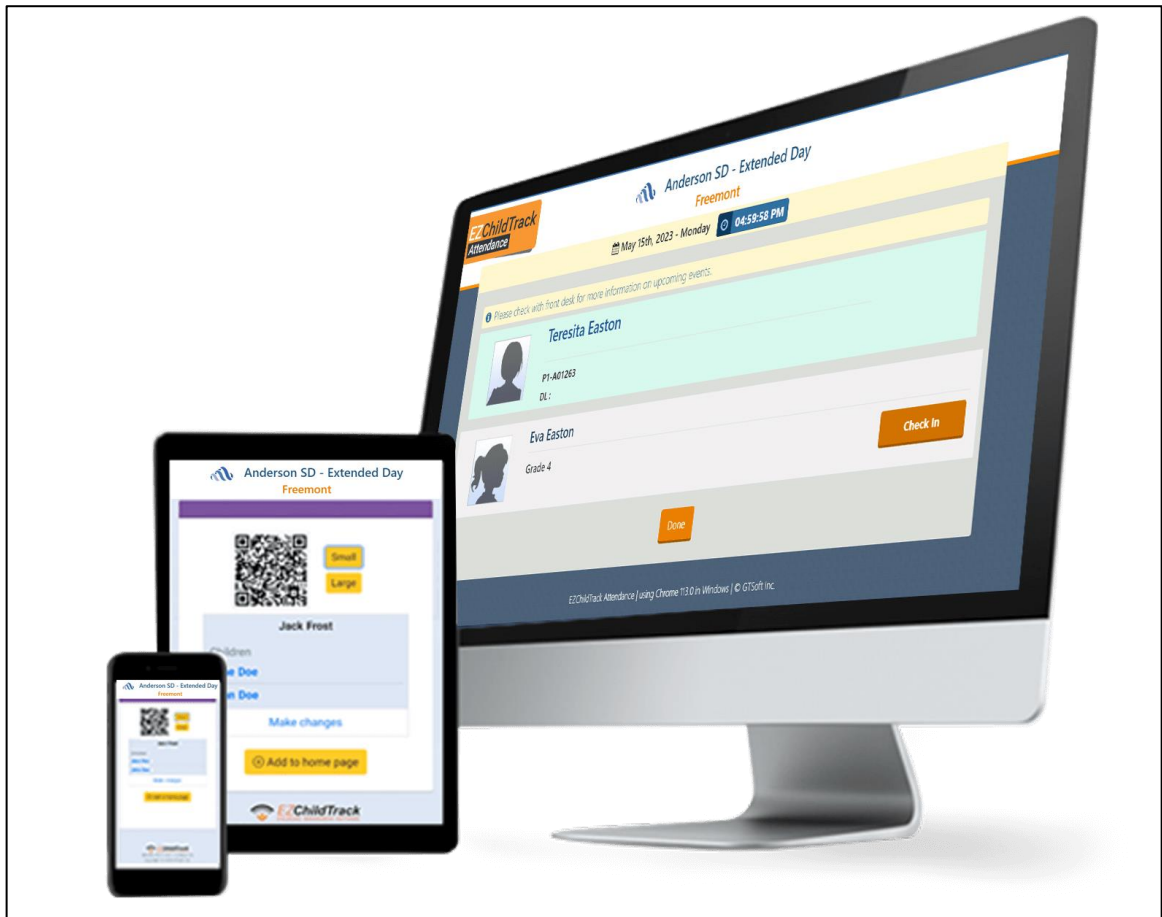 Anderson SD - Extended Day
Freemont
EZChildTrack
Attendance
May 15th, 2023 - Monday
04:59:58 PM
Please check with front desk for more information on upcoming events.
Teresita Easton
P1-A01263
DL :
Eva Easton
Grade 4
Check In
Done
EZChildTrack Attendance | using Chrome 113.0 in Windows | © GTSoft Inc.
Anderson SD - Extended Day
Freemont
Small
Large
Jack Frost
Children
Doe
Doe
Make changes
Add to home page
EZChildTrack
Anderson SD - Extended Day
Freemont
Jack Frost